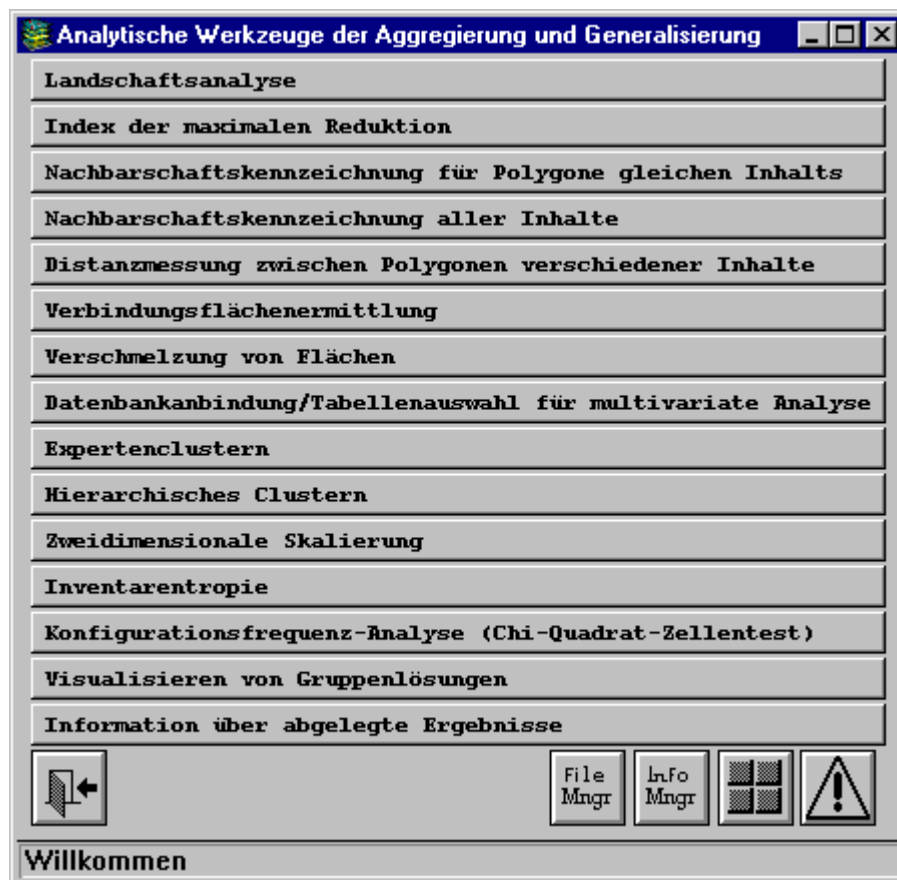 Analytische Werkzeuge der Aggregierung und Generalisierung
Landschaftsanalyse
Index der maximalen Reduktion
Nachbarschaftskennzeichnung für Polygone gleichen Inhalts
Nachbarschaftskennzeichnung aller Inhalte
Distanzmessung zwischen Polygonen verschiedener Inhalte
Verbindungsflächenermittlung
Verschmelzung von Flächen
Datenbankanbindung/Tabellenauswahl für multivariate Analyse
Expertenclustern
Hierarchisches Clustern
Zweidimensionale Skalierung
Inventarentropie
Konfigurationsfrequenz-Analyse (Chi-Quadrat-Zellentest)
Visualisieren von Gruppenlösungen
Information über abgelegte Ergebnisse
File Mngr
Info Mngr
Willkommen